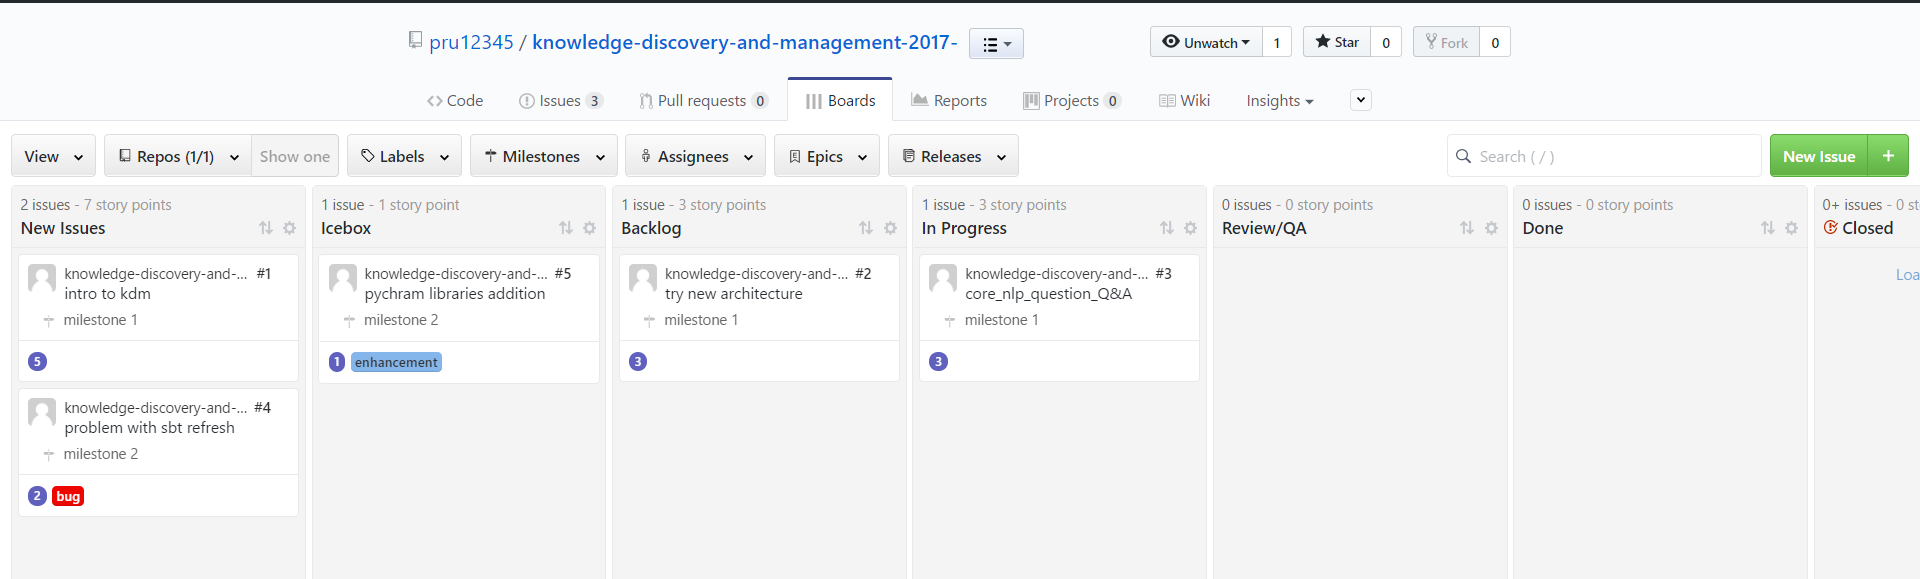 pru12345 / knowledge-discovery-and-management-2017-
Unwatch 1 Star 0 Fork 0
Code Issues 3 Pull requests 0 Boards Reports Projects 0 Wiki Insights
View Repos (1/1) Show one Labels Milestones Assignees Epics Releases Search ( / ) New Issue +
2 issues - 7 story points
New Issues
knowledge-discovery-and-... #1
intro to kdm
milestone 1
5
knowledge-discovery-and-... #4
problem with sbt refresh
milestone 2
2 bug
1 issue - 1 story point
Icebox
knowledge-discovery-and-... #5
pychram libraries addition
milestone 2
1 enhancement
1 issue - 3 story points
Backlog
knowledge-discovery-and-... #2
try new architecture
milestone 1
3
1 issue - 3 story points
In Progress
knowledge-discovery-and-... #3
core_nlp_question_Q&A
milestone 1
3
0 issues - 0 story points
Review/QA
0 issues - 0 story points
Done
0+ issues - 0 st
Closed
Loa